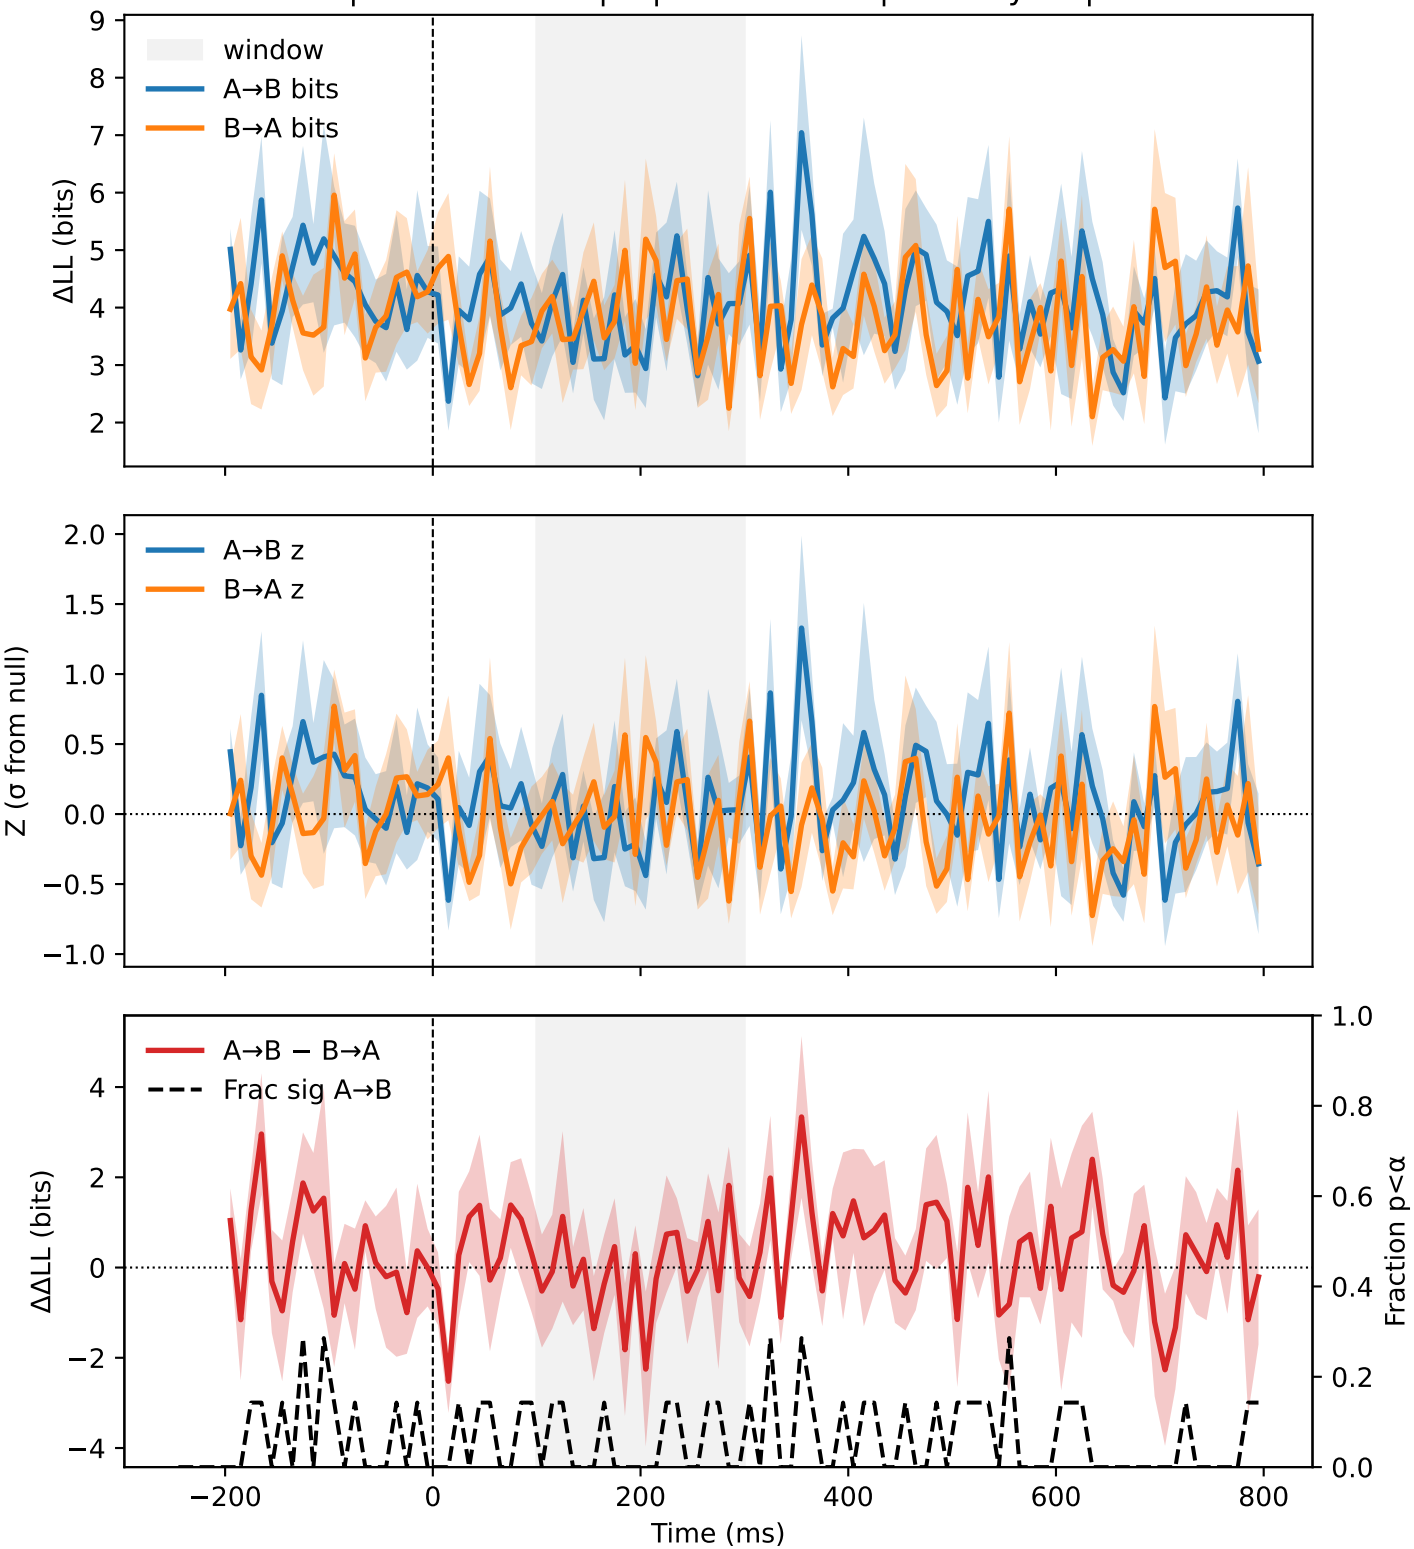 9
8
7
6
5
4
3
2
ΔLL (bits)
window
A→B bits
B→A bits
2.0
1.5
1.0
0.5
0.0
−0.5
−1.0
Z (σ from null)
A→B z
B→A z
4
2
0
−2
−4
ΔΔLL (bits)
A→B − B→A
Frac sig A→B
1.0
0.8
0.6
0.4
0.2
0.0
Fraction p<α
−200 0 200 400 600 800
Time (ms)